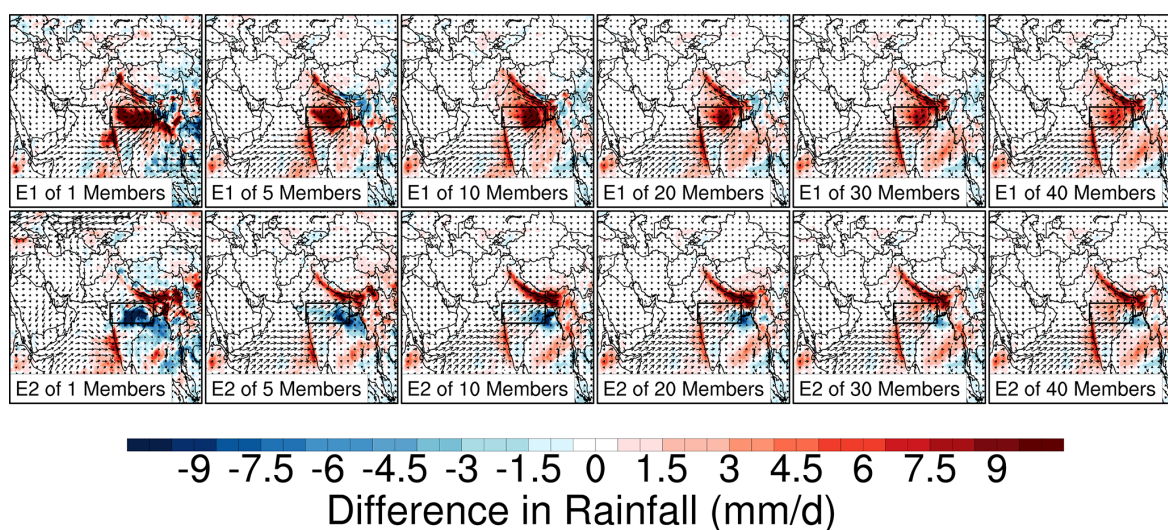 E1 of 1 Members
E1 of 5 Members
E1 of 10 Members
E1 of 20 Members
E1 of 30 Members
E1 of 40 Members
E2 of 1 Members
E2 of 5 Members
E2 of 10 Members
E2 of 20 Members
E2 of 30 Members
E2 of 40 Members
-9 -7.5 -6 -4.5 -3 -1.5 0 1.5 3 4.5 6 7.5 9
Difference in Rainfall (mm/d)